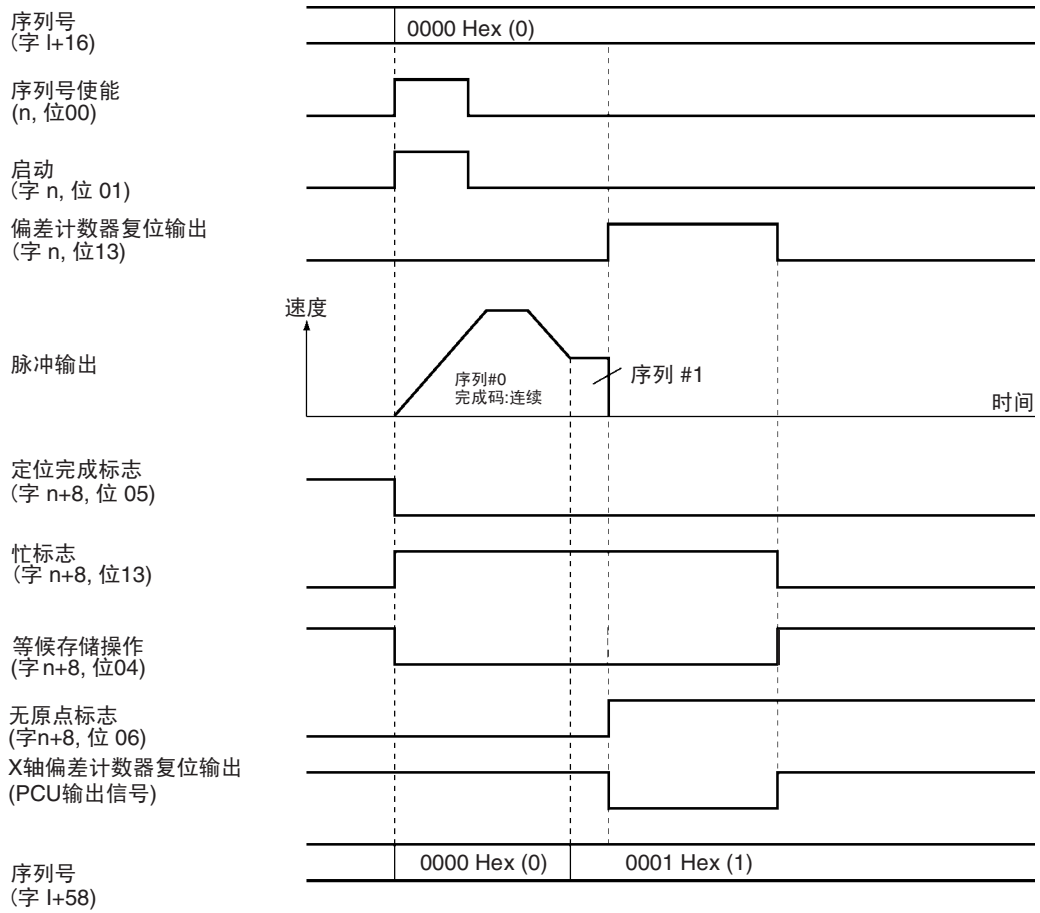 序列号
(字 I+16)
0000 Hex (0)
序列号使能
(n, 位00)
启动
(字 n, 位 01)
偏差计数器复位输出
(字 n, 位13)
速度
脉冲输出
序列#0
完成码:连续
序列 #1
时间
定位完成标志
(字 n+8, 位 05)
忙标志
(字 n+8, 位13)
等候存储操作
(字n+8, 位04)
无原点标志
(字n+8, 位 06)
X轴偏差计数器复位输出
(PCU输出信号)
序列号
(字 I+58)
0000 Hex (0)
0001 Hex (1)